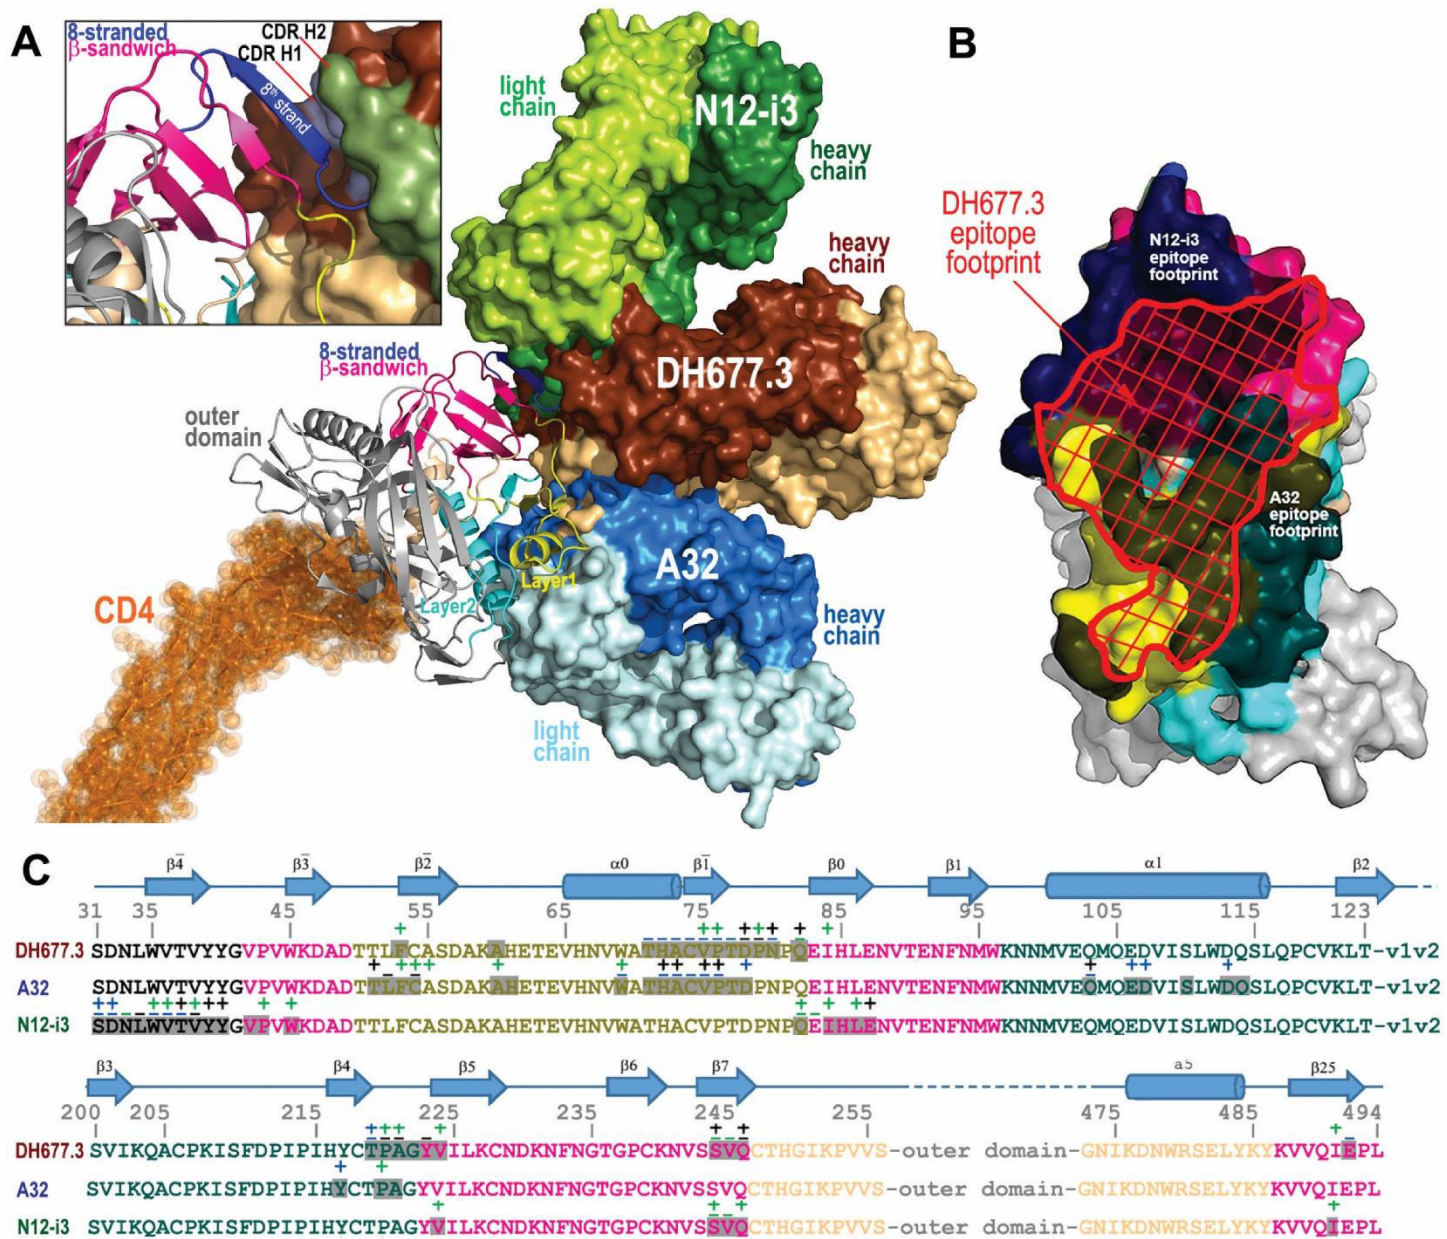 A
8-stranded
β-sandwich
CDR H2
CDR H1
8th strand
light
chain
N12-i3
heavy
chain
heavy
chain
DH677.3
8-stranded
β-sandwich
outer
domain
A32
Layer1
Layer2
CD4
heavy
chain
light
chain
B
DH677.3
epitope
footprint
N12-i3
epitope
footprint
A32
epitope
footprint
C
β4̄ β3̄ β2̄ α0 β1̄ β0 β1 α1 β2
31 35 45 55 65 75 85 95 105 115 123
DH677.3 SDNLWVTVYYGVPVWKDADTTLFCASDAKAHETEVHNVWATHACVPTDPNPQEIHLENVTENFNMWKNNMVEQMQEDVISLWDQSLQPCVKLT-v1v2
A32 SDNLWVTVYYGVPVWKDADTTLFCASDAKAHETEVHNVWATHACVPTDPNPQEIHLENVTENFNMWKNNMVEQMQEDVISLWDQSLQPCVKLT-v1v2
N12-i3 SDNLWVTVYYGVPVWKDADTTLFCASDAKAHETEVHNVWATHACVPTDPNPQEIHLENVTENFNMWKNNMVEQMQEDVISLWDQSLQPCVKLT-v1v2
β3 β4 β5 β6 β7 α5 β25
200 205 215 225 235 245 255 475 485 494
DH677.3 SVIKQACPKISFDPIPIHYCTPAGYVILKCNDKNFNGTGPCKNVSSVQCTHGIKPVVS-outer domain-GNIKDNWRSELYKYKVVQIEPL
A32 SVIKQACPKISFDPIPIHYCTPAGYVILKCNDKNFNGTGPCKNVSSVQCTHGIKPVVS-outer domain-GNIKDNWRSELYKYKVVQIEPL
N12-i3 SVIKQACPKISFDPIPIHYCTPAGYVILKCNDKNFNGTGPCKNVSSVQCTHGIKPVVS-outer domain-GNIKDNWRSELYKYKVVQIEPL